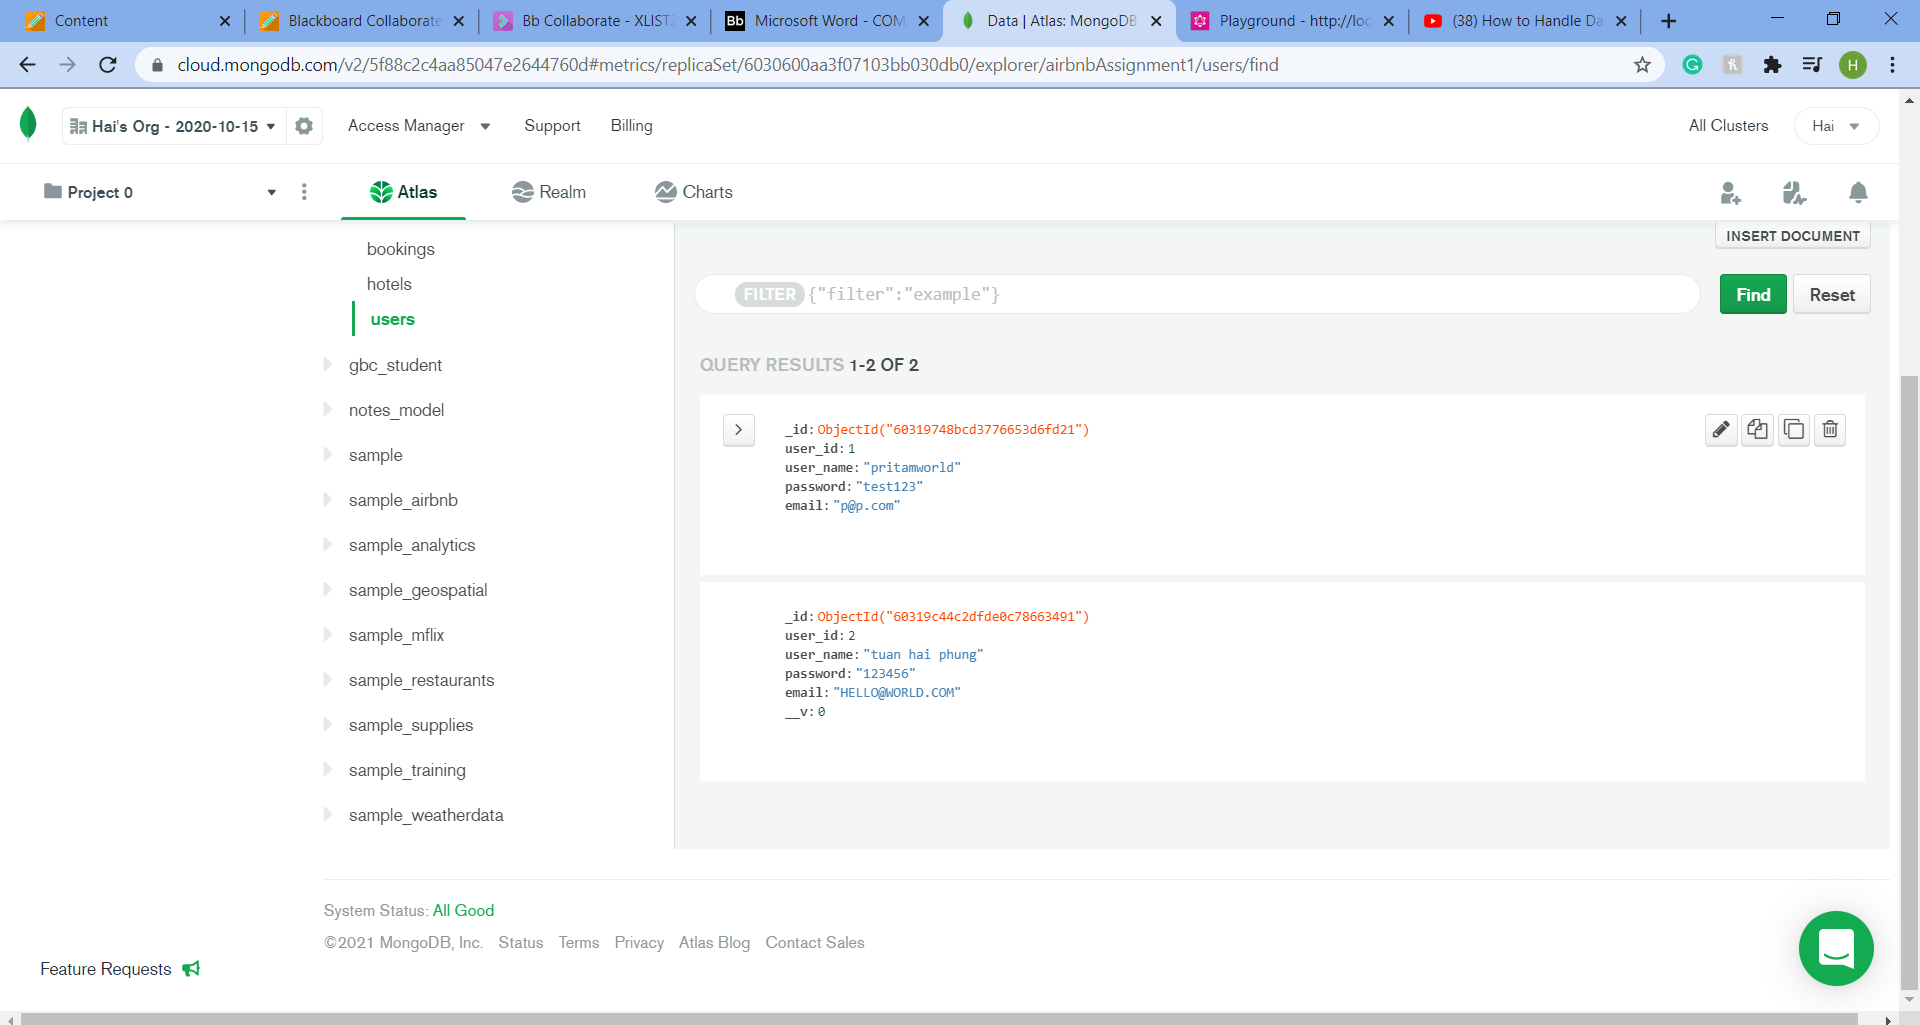 Content
Blackboard Collaborate
Bb Collaborate - XLIST2
Bb Microsoft Word - COM
Data | Atlas: MongoDB
Playground - http://loc
(38) How to Handle Da
cloud.mongodb.com/v2/5f88c2c4aa85047e2644760d#metrics/replicaSet/6030600aa3f07103bb030db0/explorer/airbnbAssignment1/users/find
H
Hai's Org - 2020-10-15
Access Manager
Support
Billing
All Clusters
Hai
Project 0
Atlas
Realm
Charts
bookings
hotels
users
gbc_student
notes_model
sample
sample_airbnb
sample_analytics
sample_geospatial
sample_mflix
sample_restaurants
sample_supplies
sample_training
sample_weatherdata
INSERT DOCUMENT
FILTER {"filter":"example"}
Find
Reset
QUERY RESULTS 1-2 OF 2
_id: ObjectId("60319748bcd3776653d6fd21")
user_id: 1
user_name: "pritamworld"
password: "test123"
email: "p@p.com"
_id: ObjectId("60319c44c2dfde0c78663491")
user_id: 2
user_name: "tuan hai phung"
password: "123456"
email: "HELLO@WORLD.COM"
__v: 0
System Status: All Good
©2021 MongoDB, Inc. Status Terms Privacy Atlas Blog Contact Sales
Feature Requests